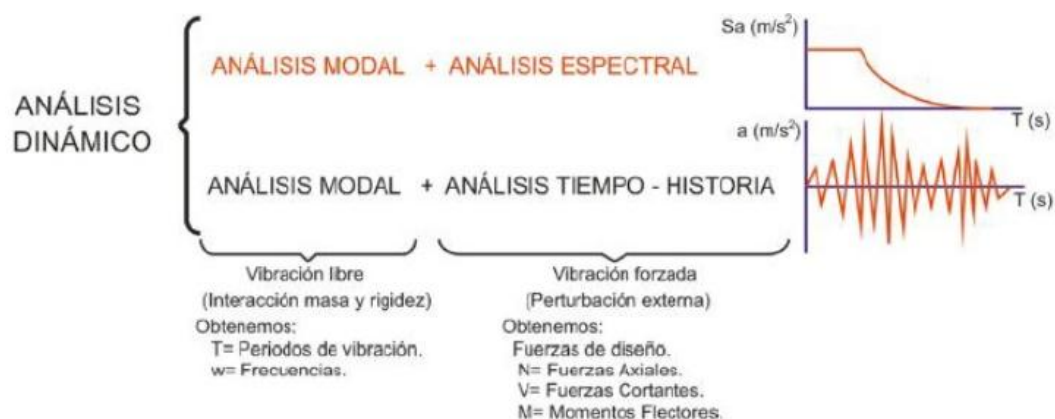 ANÁLISIS
DINÁMICO
ANÁLISIS MODAL + ANÁLISIS ESPECTRAL
Sa (m/s²)
T (s)
ANÁLISIS MODAL + ANÁLISIS TIEMPO - HISTORIA
a (m/s²)
T (s)
Vibración libre
(Interacción masa y rigidez)
Obtenemos:
T= Periodos de vibración.
w= Frecuencias.
Vibración forzada
(Perturbación externa)
Obtenemos:
Fuerzas de diseño.
N= Fuerzas Axiales.
V= Fuerzas Cortantes.
M= Momentos Flectores.